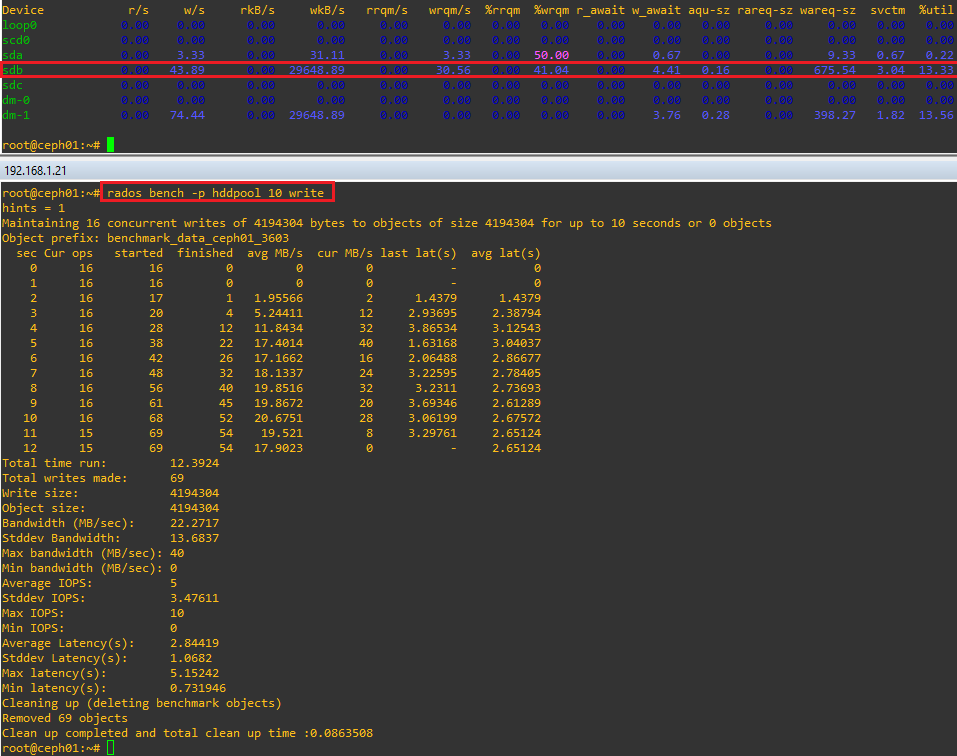 Device r/s w/s rkB/s wkB/s rrqm/s wrqm/s %rrqm %wrqm r_await w_await aqu-sz rareq-sz wareq-sz svctm %util
loop0 0.00 0.00 0.00 0.00 0.00 0.00 0.00 0.00 0.00 0.00 0.00 0.00 0.00 0.00 0.00
scd0 0.00 0.00 0.00 0.00 0.00 0.00 0.00 0.00 0.00 0.00 0.00 0.00 0.00 0.00 0.00
sda 0.00 3.33 0.00 31.11 0.00 3.33 0.00 50.00 0.00 0.67 0.00 0.00 9.33 0.67 0.22
sdb 0.00 43.89 0.00 29648.89 0.00 30.56 0.00 41.04 0.00 4.41 0.16 0.00 675.54 3.04 13.33
sdc 0.00 0.00 0.00 0.00 0.00 0.00 0.00 0.00 0.00 0.00 0.00 0.00 0.00 0.00 0.00
dm-0 0.00 0.00 0.00 0.00 0.00 0.00 0.00 0.00 0.00 0.00 0.00 0.00 0.00 0.00 0.00
dm-1 0.00 74.44 0.00 29648.89 0.00 0.00 0.00 0.00 0.00 3.76 0.28 0.00 398.27 1.82 13.56
root@ceph01:~#
192.168.1.21
root@ceph01:~# rados bench -p hddpool 10 write
hints = 1
Maintaining 16 concurrent writes of 4194304 bytes to objects of size 4194304 for up to 10 seconds or 0 objects
Object prefix: benchmark_data_ceph01_3603
sec Cur ops started finished avg MB/s cur MB/s last lat(s) avg lat(s)
0 16 16 0 0 0 - 0
1 16 16 0 0 0 - 0
2 16 17 1 1.95566 2 1.4379 1.4379
3 16 20 4 5.24411 12 2.93695 2.38794
4 16 28 12 11.8434 32 3.86534 3.12543
5 16 38 22 17.4014 40 1.63168 3.04037
6 16 42 26 17.1662 16 2.06488 2.86677
7 16 48 32 18.1337 24 3.22595 2.78405
8 16 56 40 19.8516 32 3.2311 2.73693
9 16 61 45 19.8672 20 3.69346 2.61289
10 16 68 52 20.6751 28 3.06199 2.67572
11 15 69 54 19.521 8 3.29761 2.65124
12 15 69 54 17.9023 0 - 2.65124
Total time run: 12.3924
Total writes made: 69
Write size: 4194304
Object size: 4194304
Bandwidth (MB/sec): 22.2717
Stddev Bandwidth: 13.6837
Max bandwidth (MB/sec): 40
Min bandwidth (MB/sec): 0
Average IOPS: 5
Stddev IOPS: 3.47611
Max IOPS: 10
Min IOPS: 0
Average Latency(s): 2.84419
Stddev Latency(s): 1.0682
Max latency(s): 5.15242
Min latency(s): 0.731946
Cleaning up (deleting benchmark objects)
Removed 69 objects
Clean up completed and total clean up time :0.0863508
root@ceph01:~#